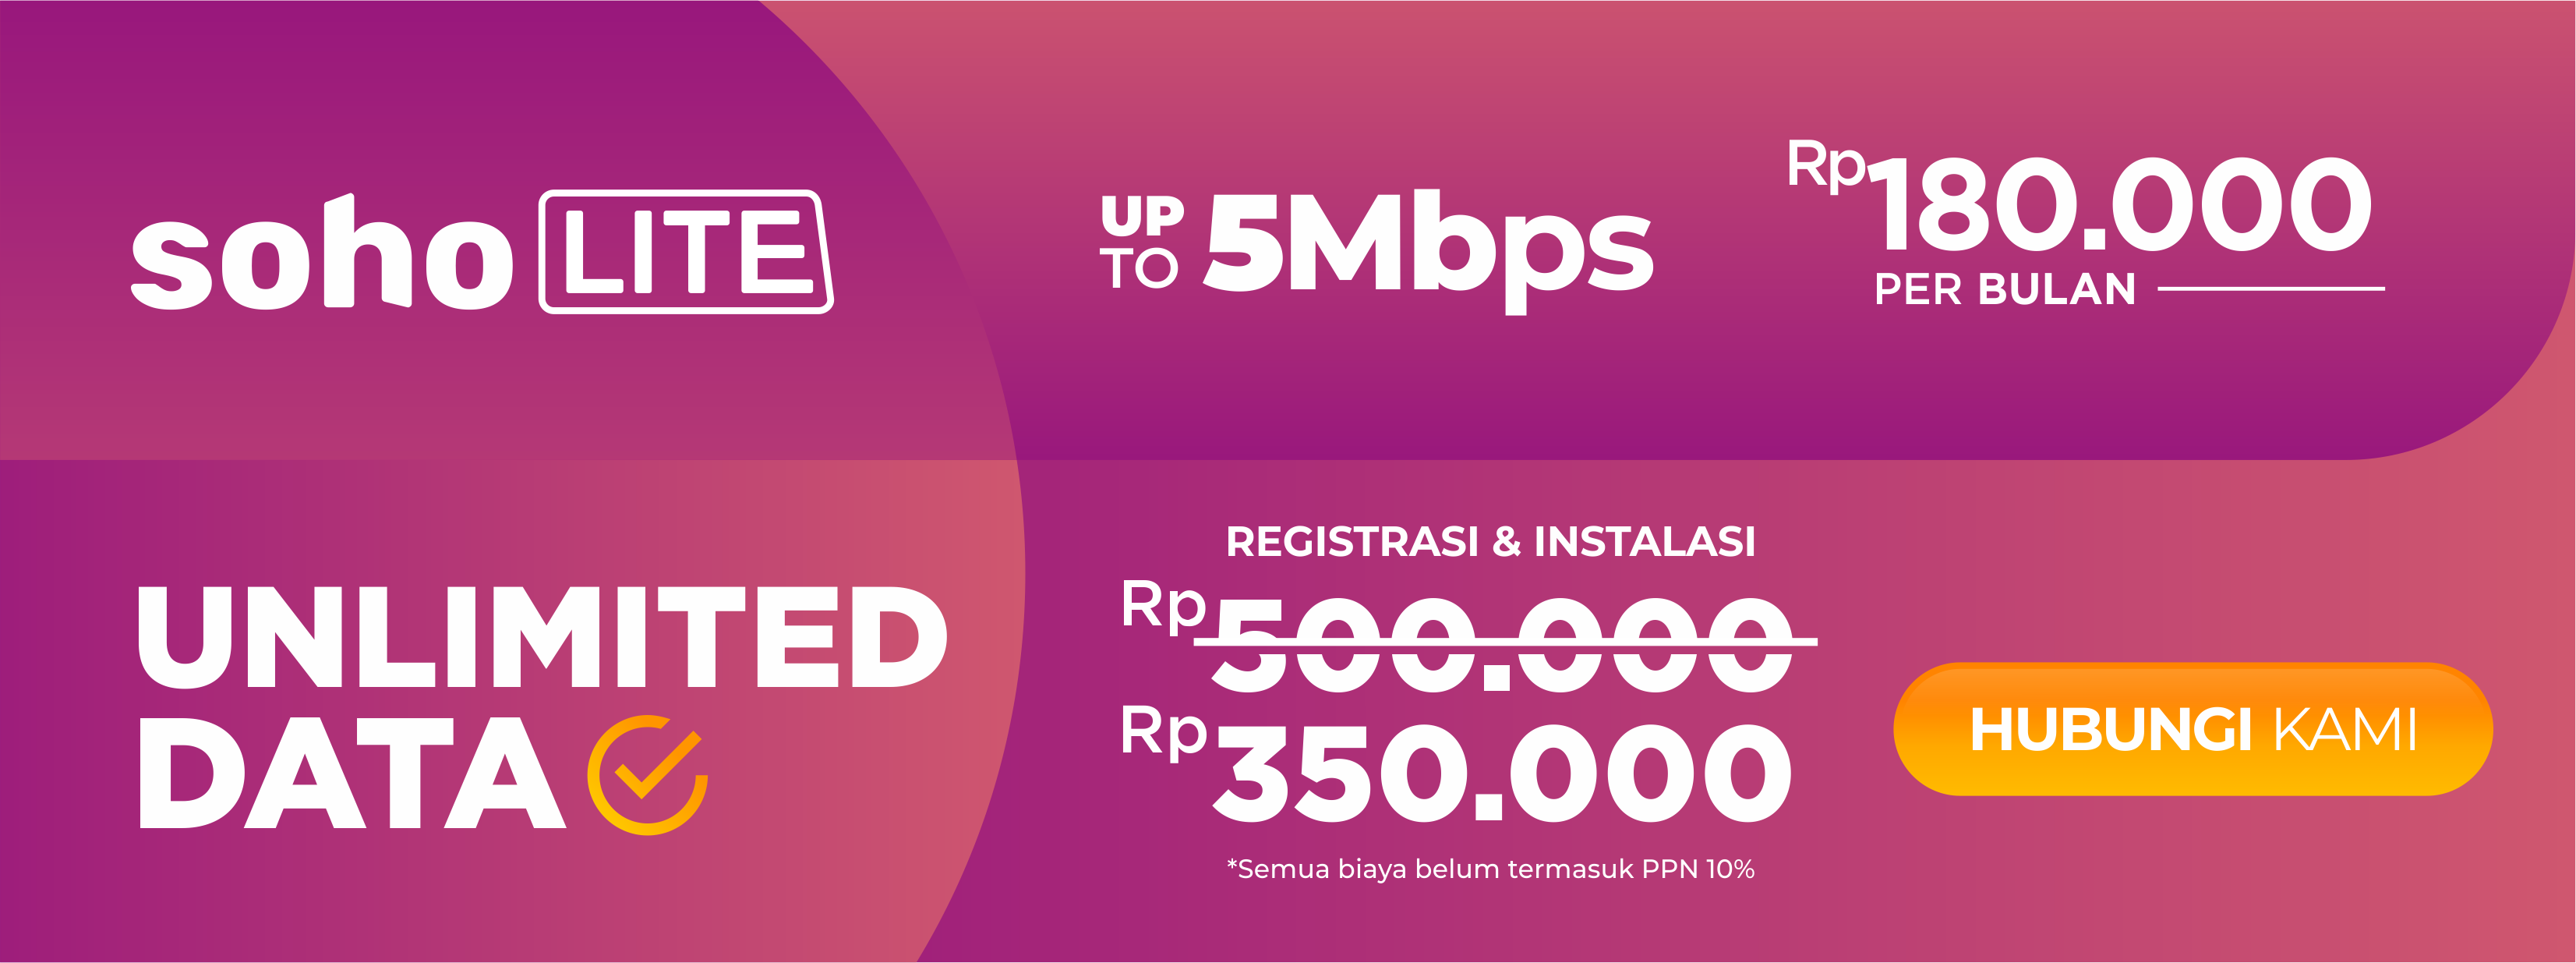 soho LITE
UP TO 5Mbps
Rp180.000
PER BULAN
UNLIMITED
DATA
REGISTRASI & INSTALASI
Rp500.000
Rp350.000
*Semua biaya belum termasuk PPN 10%
HUBUNGI KAMI